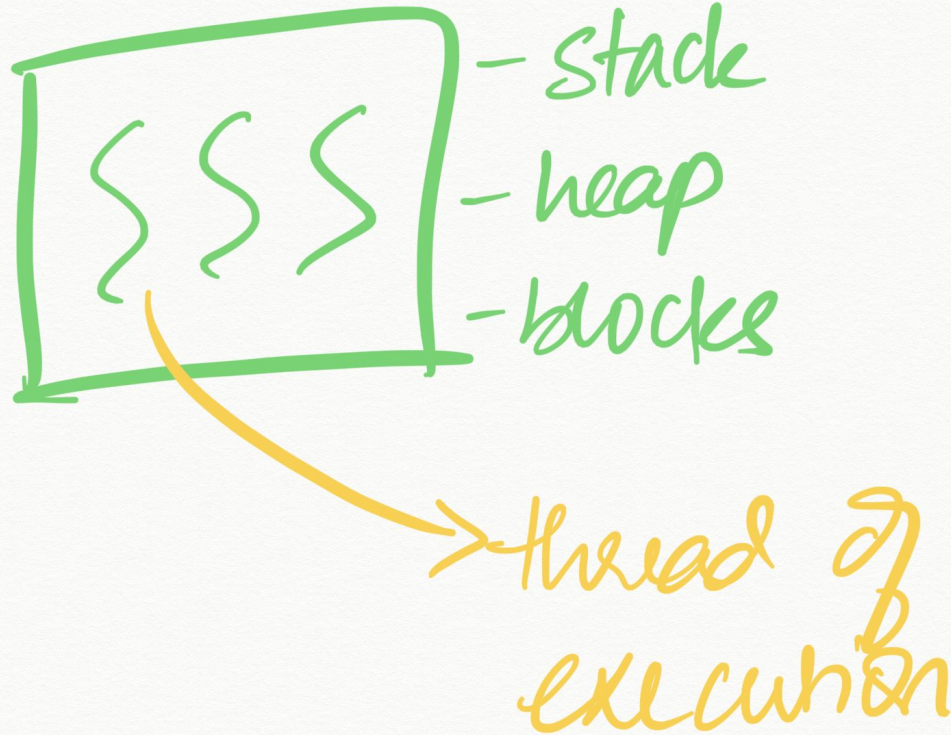 - stack
- heap
- blocks
thread of
execution